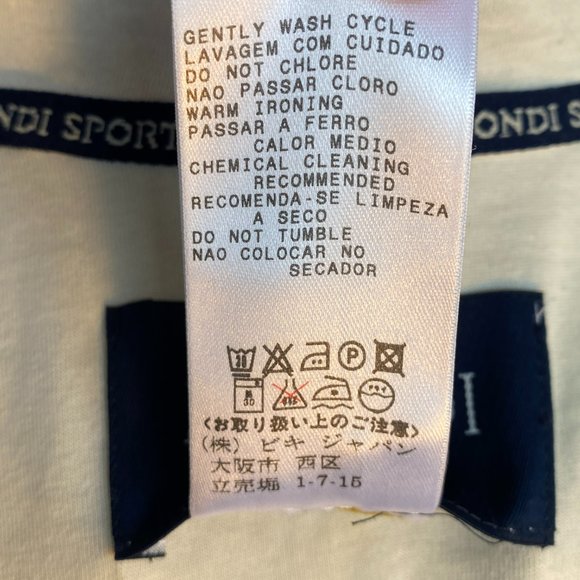 GENTLY WASH CYCLE
LAVAGEM COM CUIDADO
DO NOT CHLORE
NAO PASSAR CLORO
WARM IRONING
PASSAR A FERRO
CALOR MEDIO
CHEMICAL CLEANING
RECOMMENDED
RECOMENDA-SE LIMPEZA
A SECO
DO NOT TUMBLE
NAO COLOCAR NO
SECADOR
NDI SPORT
ONDI S
30 P
<お取り扱い上のご注意>
(株) ビキ ジャパン
大阪市 西区
立売堀 1-7-15